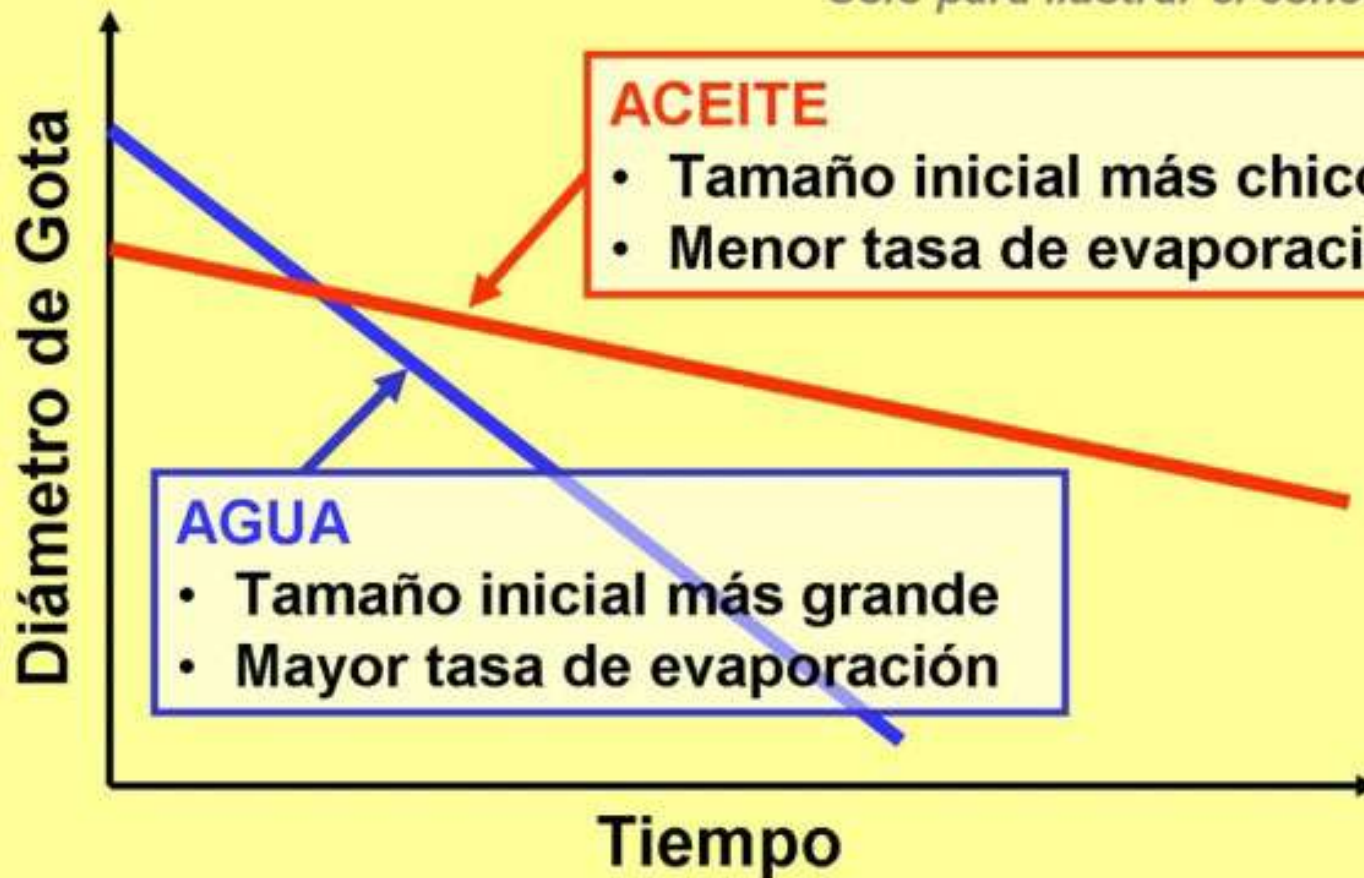 ACEITE
• Tamaño inicial más chico
• Menor tasa de evaporaci
Diámetro de Gota
AGUA
• Tamaño inicial más grande
• Mayor tasa de evaporación
Tiempo